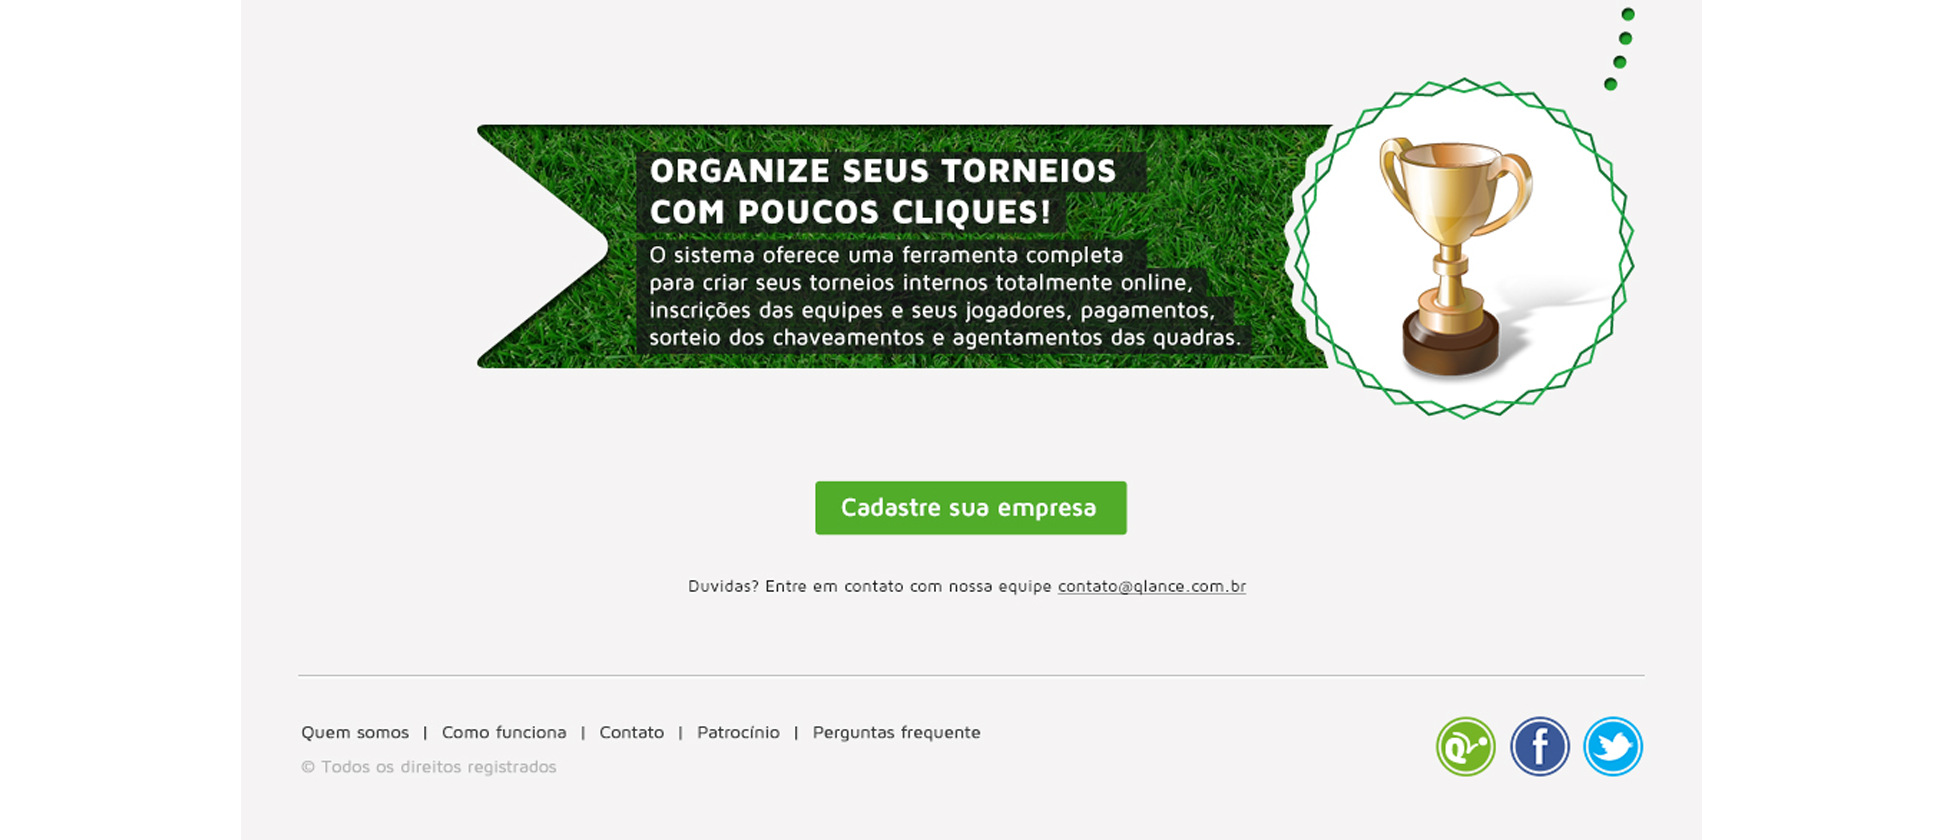 ORGANIZE SEUS TORNEIOS
COM POUCOS CLIQUES!
O sistema oferece uma ferramenta completa
para criar seus torneios internos totalmente online,
inscrições das equipes e seus jogadores, pagamentos,
sorteio dos chaveamentos e agentamentos das quadras.
Cadastre sua empresa
Duvidas? Entre em contato com nossa equipe contato@qlance.com.br
Quem somos | Como funciona | Contato | Patrocínio | Perguntas frequente
© Todos os direitos registrados